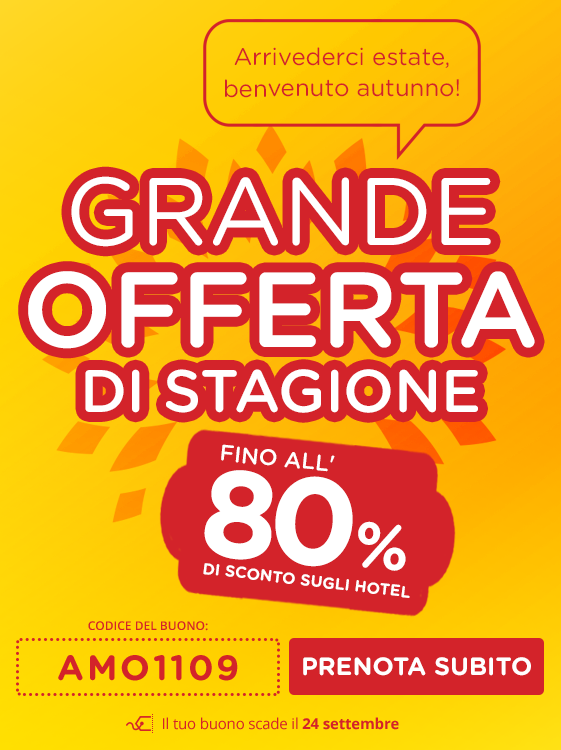 Arrivederci estate,
benvenuto autunno!
GRANDE
OFFERTA
DI STAGIONE
FINO ALL'
80%
DI SCONTO SUGLI HOTEL
CODICE DEL BUONO:
AMO1109
PRENOTA SUBITO
Il tuo buono scade il 24 settembre